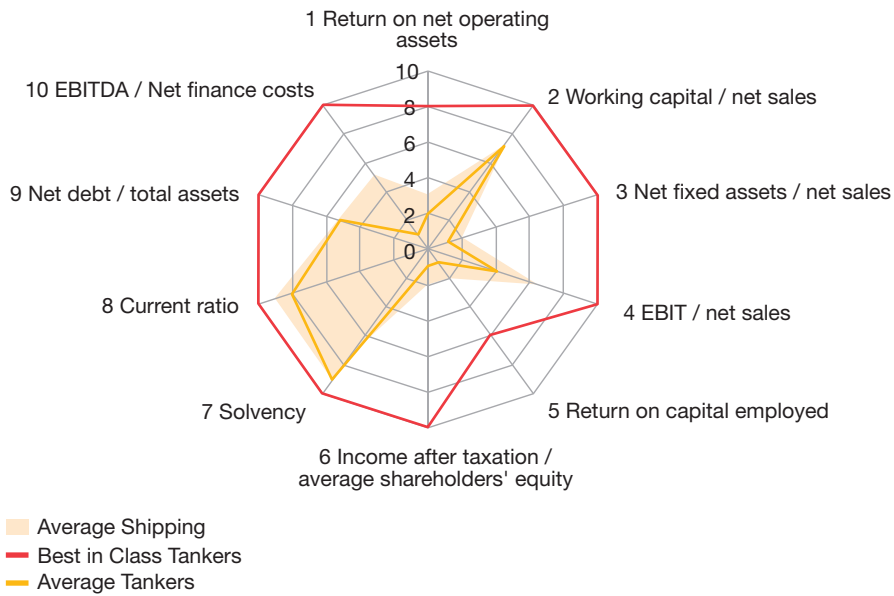 1 Return on net operating
assets
10
8
6
4
2
0
2 Working capital / net sales
3 Net fixed assets / net sales
4 EBIT / net sales
5 Return on capital employed
6 Income after taxation /
average shareholders' equity
7 Solvency
8 Current ratio
9 Net debt / total assets
10 EBITDA / Net finance costs
Average Shipping
Best in Class Tankers
Average Tankers